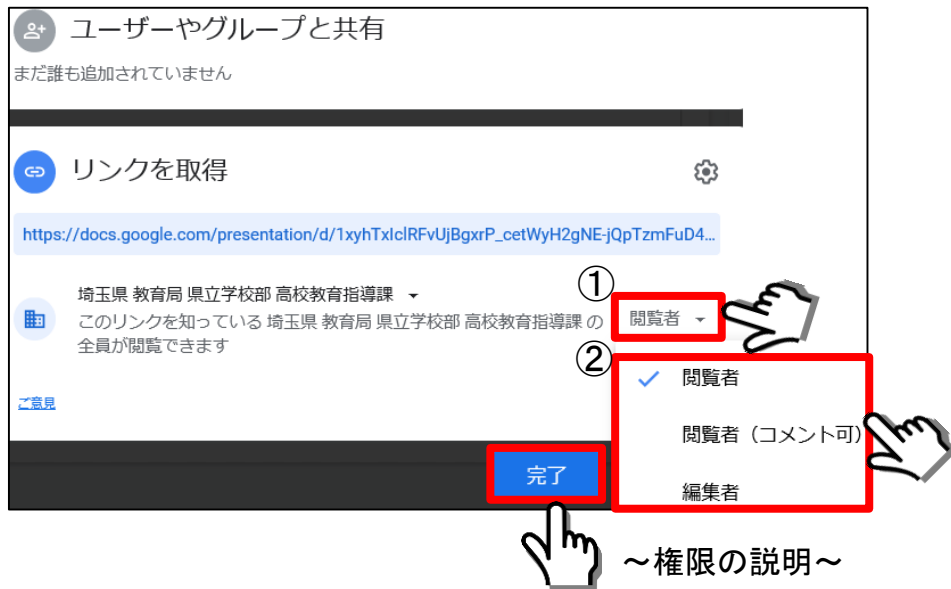 ユーザーやグループと共有
まだ誰も追加されていません
リンクを取得
https://docs.google.com/presentation/d/1xyhTxIclRFvUjBgxrP_cetWyH2gNE-jQpTzmFuD4...
埼玉県 教育局 県立学校部 高校教育指導課
このリンクを知っている 埼玉県 教育局 県立学校部 高校教育指導課 の
全員が閲覧できます
①
閲覧者
②
閲覧者
閲覧者（コメント可）
編集者
ご意見
完了
～権限の説明～